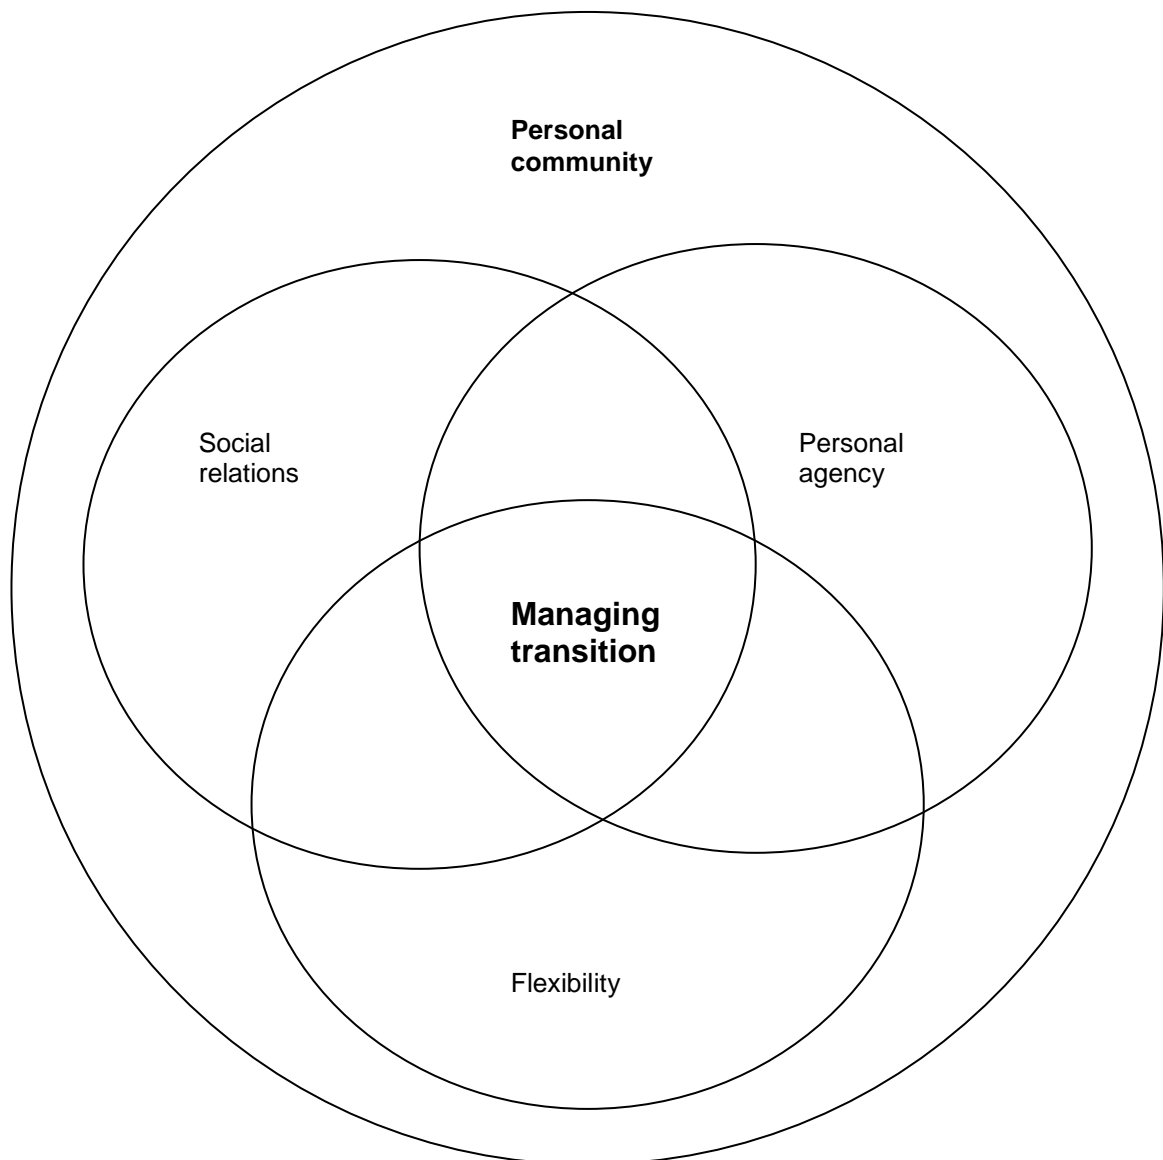 Personal
community
Social
relations
Personal
agency
Managing
transition
Flexibility